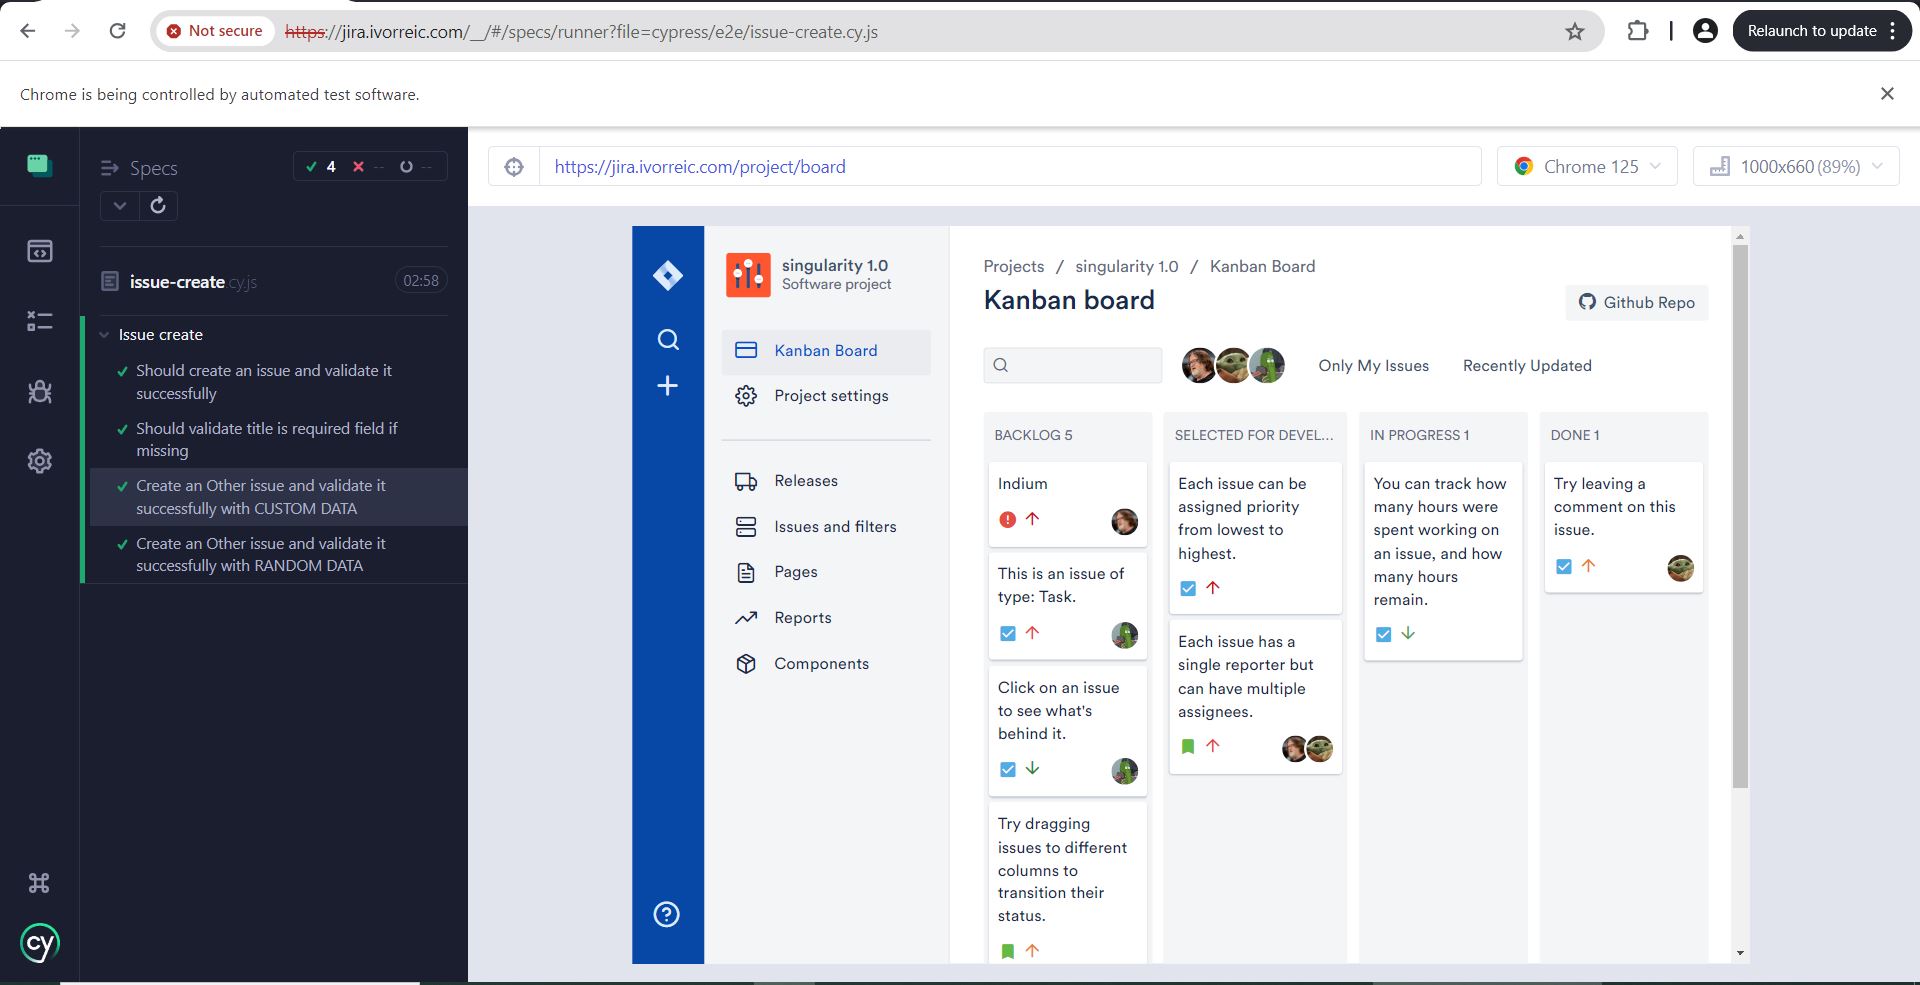 Not secure
https://jira.ivorreic.com/__/#/specs/runner?file=cypress/e2e/issue-create.cy.js
Relaunch to update
Chrome is being controlled by automated test software.
Specs
4 -- --
issue-create.cy.js 02:58
Issue create
Should create an issue and validate it
successfully
Should validate title is required field if
missing
Create an Other issue and validate it
successfully with CUSTOM DATA
Create an Other issue and validate it
successfully with RANDOM DATA
cy
https://jira.ivorreic.com/project/board
Chrome 125
1000x660 (89%)
singularity 1.0
Software project
Kanban Board
Project settings
Releases
Issues and filters
Pages
Reports
Components
Projects / singularity 1.0 / Kanban Board
Kanban board
Github Repo
Only My Issues
Recently Updated
BACKLOG 5
Indium
This is an issue of
type: Task.
Click on an issue
to see what's
behind it.
Try dragging
issues to different
columns to
transition their
status.
SELECTED FOR DEVEL...
Each issue can be
assigned priority
from lowest to
highest.
Each issue has a
single reporter but
can have multiple
assignees.
IN PROGRESS 1
You can track how
many hours were
spent working on
an issue, and how
many hours
remain.
DONE 1
Try leaving a
comment on this
issue.